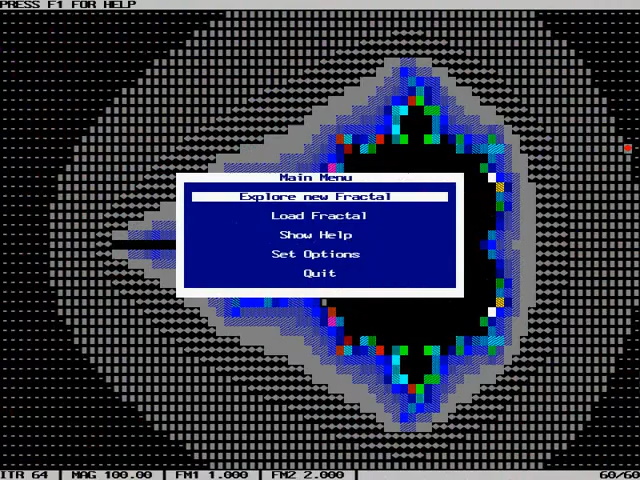 PRESS F1 FOR HELP
Main Menu
Explore new Fractal
Load Fractal
Show Help
Set Options
Quit
ITR 64 | MAG 100.00 | FM1 1.000 | FM2 2.000 | 60/60